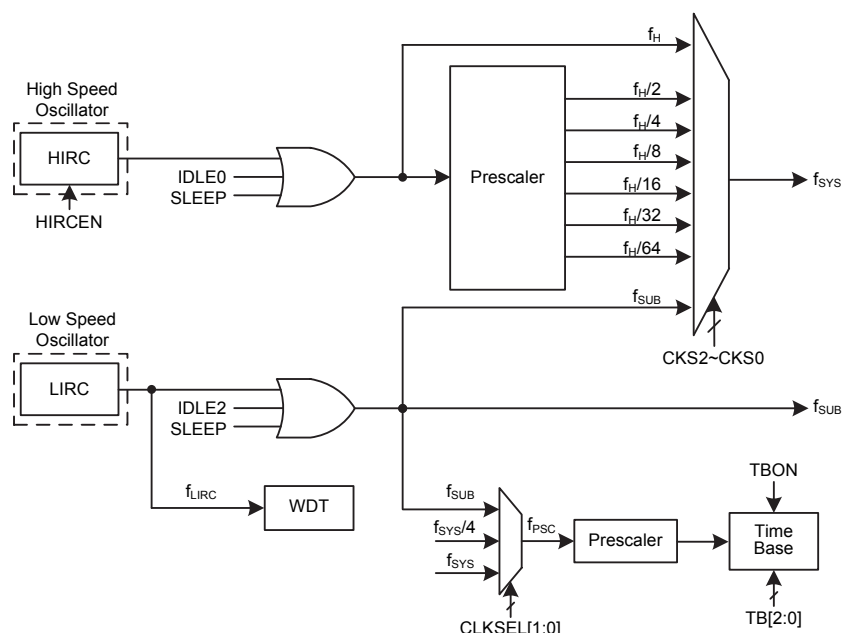 f_H
High Speed
Oscillator
HIRC
HIRCEN
IDLE0
SLEEP
Prescaler
f_H/2
f_H/4
f_H/8
f_H/16
f_H/32
f_H/64
f_SUB
f_SYS
CKS2~CKS0
Low Speed
Oscillator
LIRC
IDLE2
SLEEP
f_SUB
f_LIRC
WDT
f_SUB
f_SYS/4
f_SYS
f_PSC
CLKSEL[1:0]
Prescaler
TBON
Time
Base
TB[2:0]